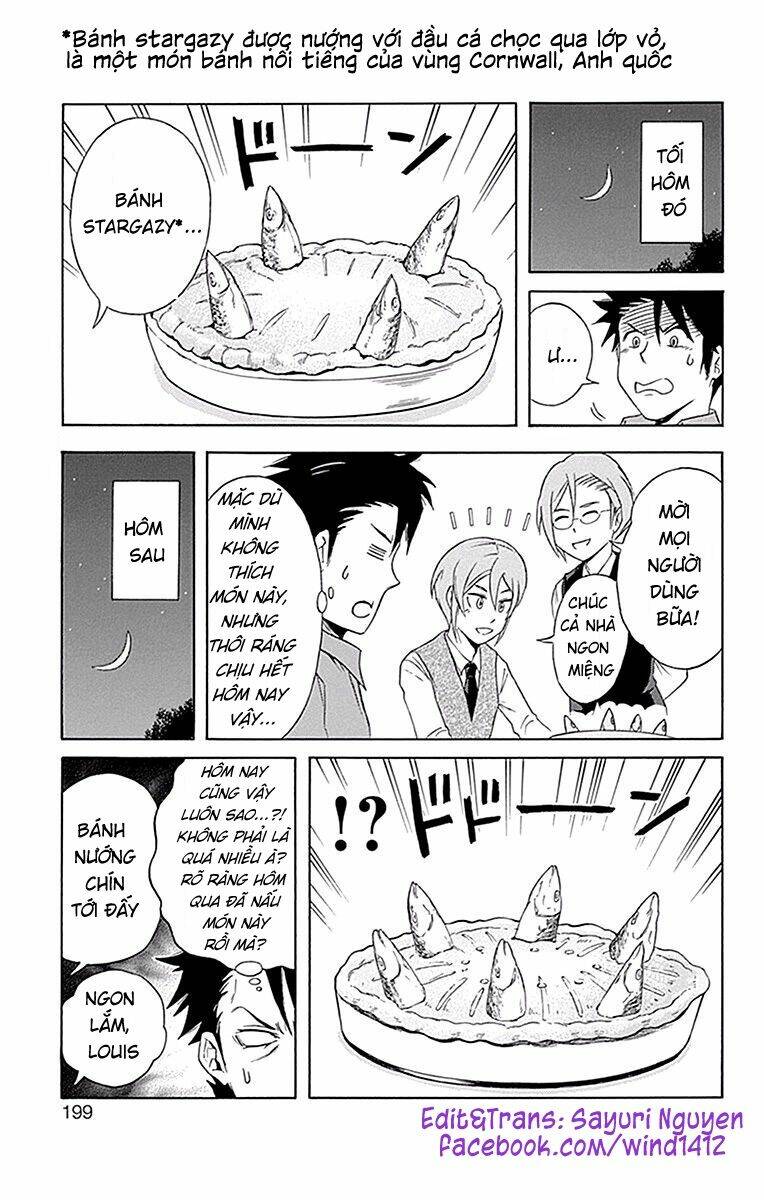 *Bánh stargazy được nướng với đầu cá chọc qua lớp vỏ,
là một món bánh nổi tiếng của vùng Cornwall, Anh quốc
TỐI
HÔM
ĐÓ
Ư...
ドーン
BÁNH
STARGAZY*...
MỜI
MỌI
NGƯỜI
DÙNG
BỮA!
CHÚC
CẢ NHÀ
NGON
MIỆNG
MẶC DÙ
MÌNH
KHÔNG
THÍCH
MÓN NÀY,
NHƯNG
THÔI RÁNG
CHỊU HẾT
HÔM NAY
VẬY...
HÔM
SAU
ドドーン
!?
HÔM NAY
CŨNG VẬY
LUÔN SAO...?!
KHÔNG PHẢI LÀ
QUÁ NHIỀU À?
RÕ RÀNG HÔM
QUA ĐÃ NẤU
MÓN NÀY
RỒI MÀ?
BÁNH
NƯỚNG
CHÍN
TỚI ĐẤY
NGON
LẮM,
LOUIS
199
Edit&Trans: Sayuri Nguyen
facebook.com/wind1412